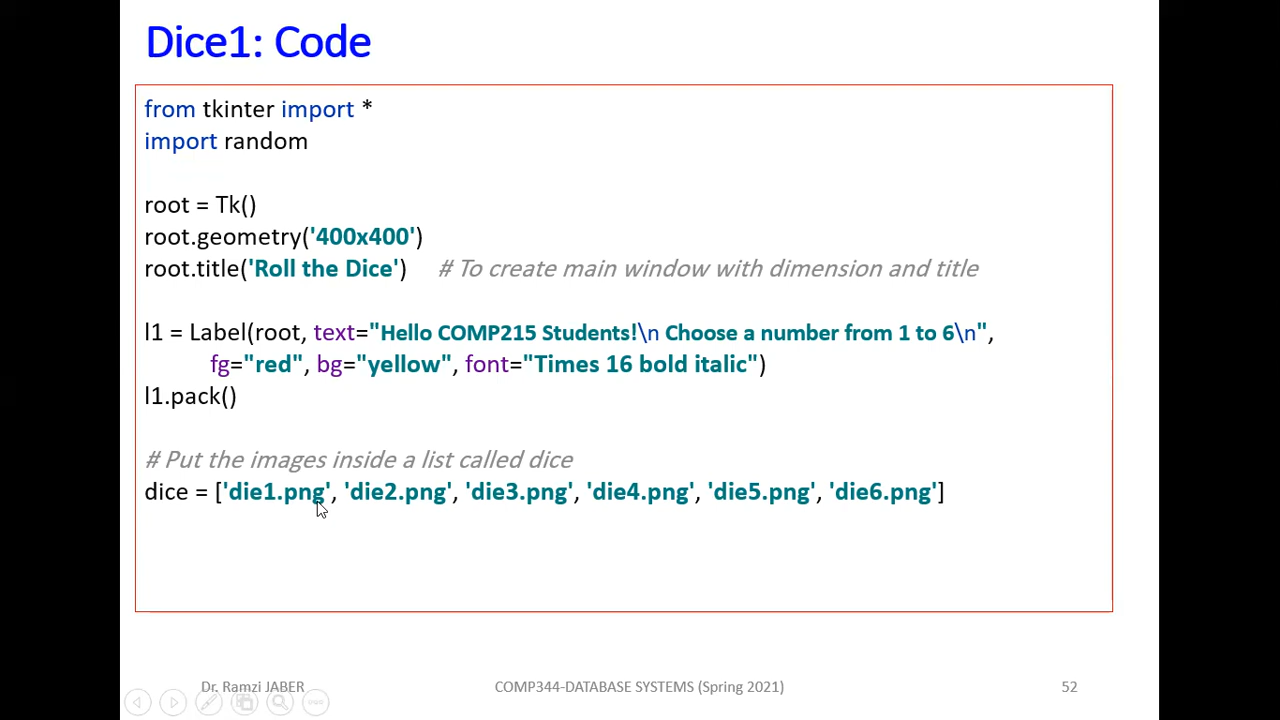 Dice1: Code
from tkinter import *
import random
root = Tk()
root.geometry('400x400')
root.title('Roll the Dice')    # To create main window with dimension and title
l1 = Label(root, text="Hello COMP215 Students!\n Choose a number from 1 to 6\n",
fg="red", bg="yellow", font="Times 16 bold italic")
l1.pack()
# Put the images inside a list called dice
dice = ['die1.png', 'die2.png', 'die3.png', 'die4.png', 'die5.png', 'die6.png']
Dr. Ramzi JABER    COMP344-DATABASE SYSTEMS (Spring 2021)    52